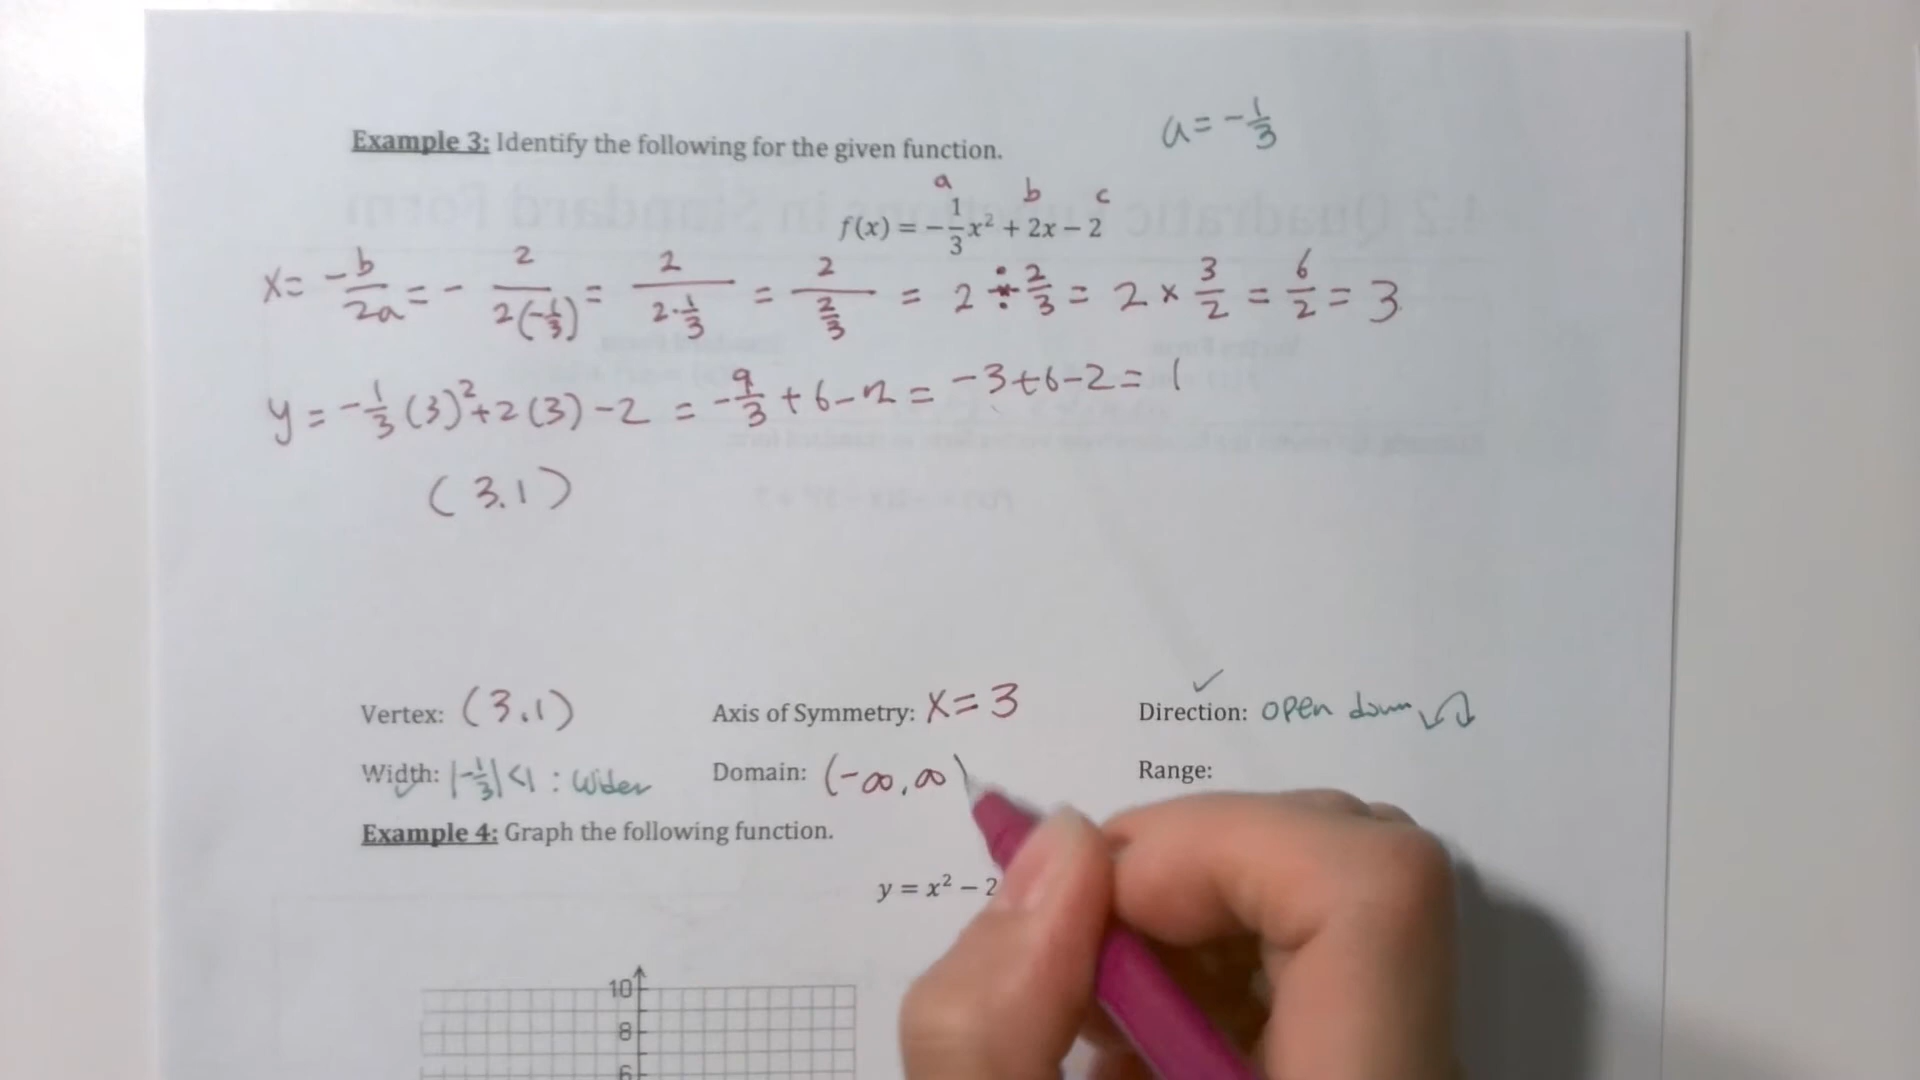 a = -1/3
Example 3: Identify the following for the given function.
a b c
f(x) = -1/3x² + 2x - 2
x = -b/2a = - 2/2(-1/3) = 2/2·1/3 = 2/(2/3) = 2 ÷ 2/3 = 2 × 3/2 = 6/2 = 3
y = -1/3(3)² + 2(3) - 2 = -9/3 + 6 - 2 = -3 + 6 - 2 = 1
(3.1)
Vertex: (3.1) Axis of Symmetry: x = 3 Direction: open down
Width: |-1/3| < 1 : wider Domain: (-∞, ∞) Range:
Example 4: Graph the following function.
y = x² - 2
10
8
6